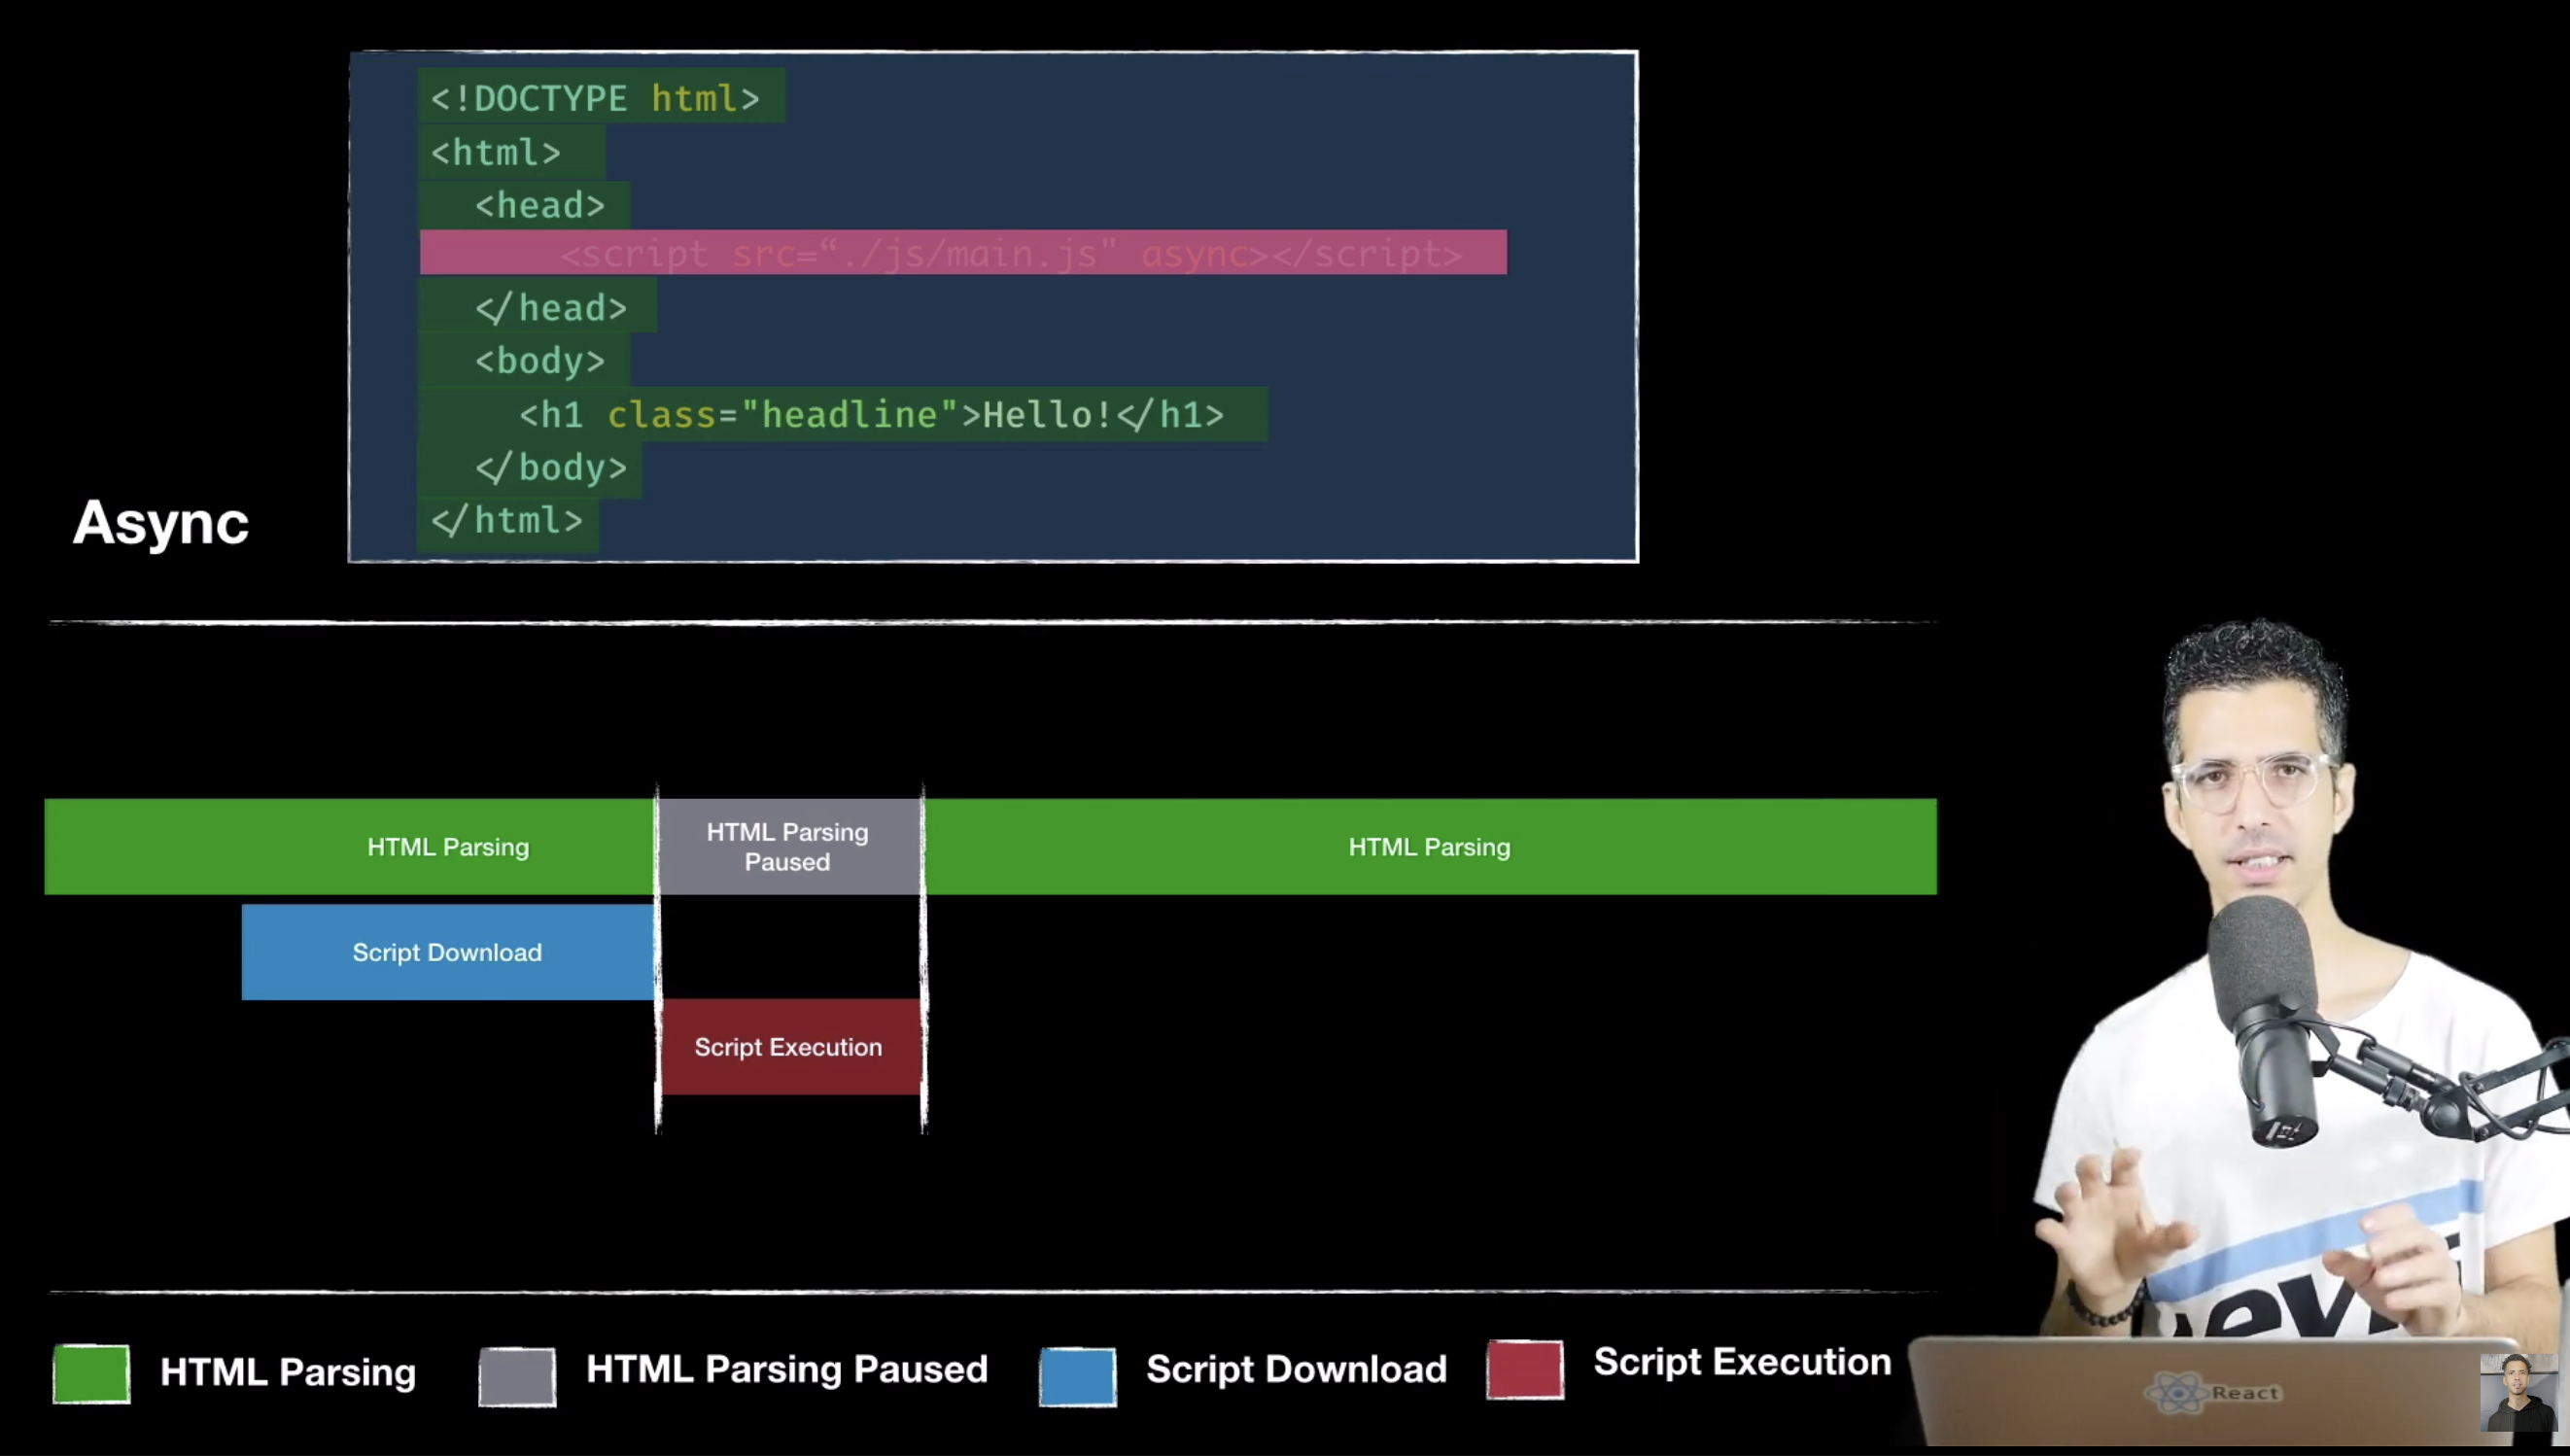 <!DOCTYPE html>
<html>
<head>
<script src=“./js/main.js" async></script>
</head>
<body>
<h1 class="headline">Hello!</h1>
</body>
</html>
Async
HTML Parsing
HTML Parsing
Paused
HTML Parsing
Script Download
Script Execution
HTML Parsing
HTML Parsing Paused
Script Download
Script Execution
React